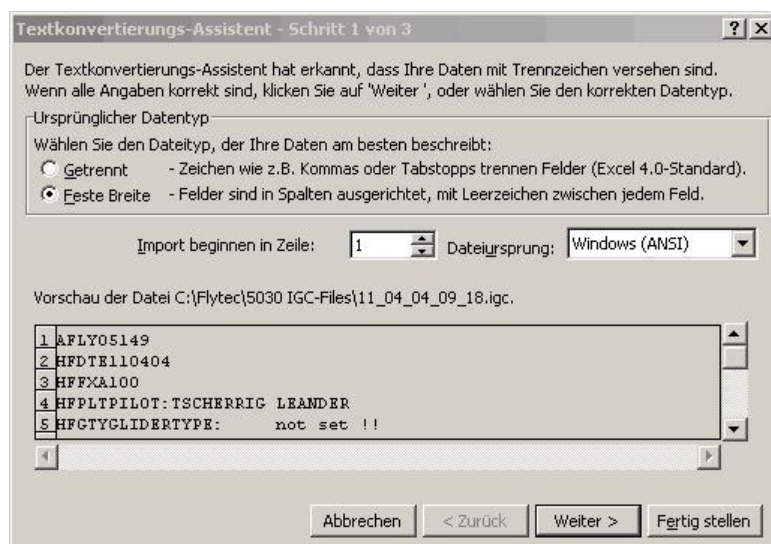 Textkonvertierungs-Assistent - Schritt 1 von 3
Der Textkonvertierungs-Assistent hat erkannt, dass Ihre Daten mit Trennzeichen versehen sind.
Wenn alle Angaben korrekt sind, klicken Sie auf 'Weiter ', oder wählen Sie den korrekten Datentyp.
Ursprünglicher Datentyp
Wählen Sie den Dateityp, der Ihre Daten am besten beschreibt:
Getrennt - Zeichen wie z.B. Kommas oder Tabstopps trennen Felder (Excel 4.0-Standard).
Feste Breite - Felder sind in Spalten ausgerichtet, mit Leerzeichen zwischen jedem Feld.
Import beginnen in Zeile: 1 Dateiursprung: Windows (ANSI)
Vorschau der Datei C:\Flytec\5030 IGC-Files\11_04_04_09_18.igc.
1 AFLY05149
2 HFDTE110404
3 HFFXA100
4 HFPLTPILOT:TSCHERRIG LEANDER
5 HFGTYGLIDERTYPE: not set !!
Abbrechen < Zurück Weiter > Fertig stellen